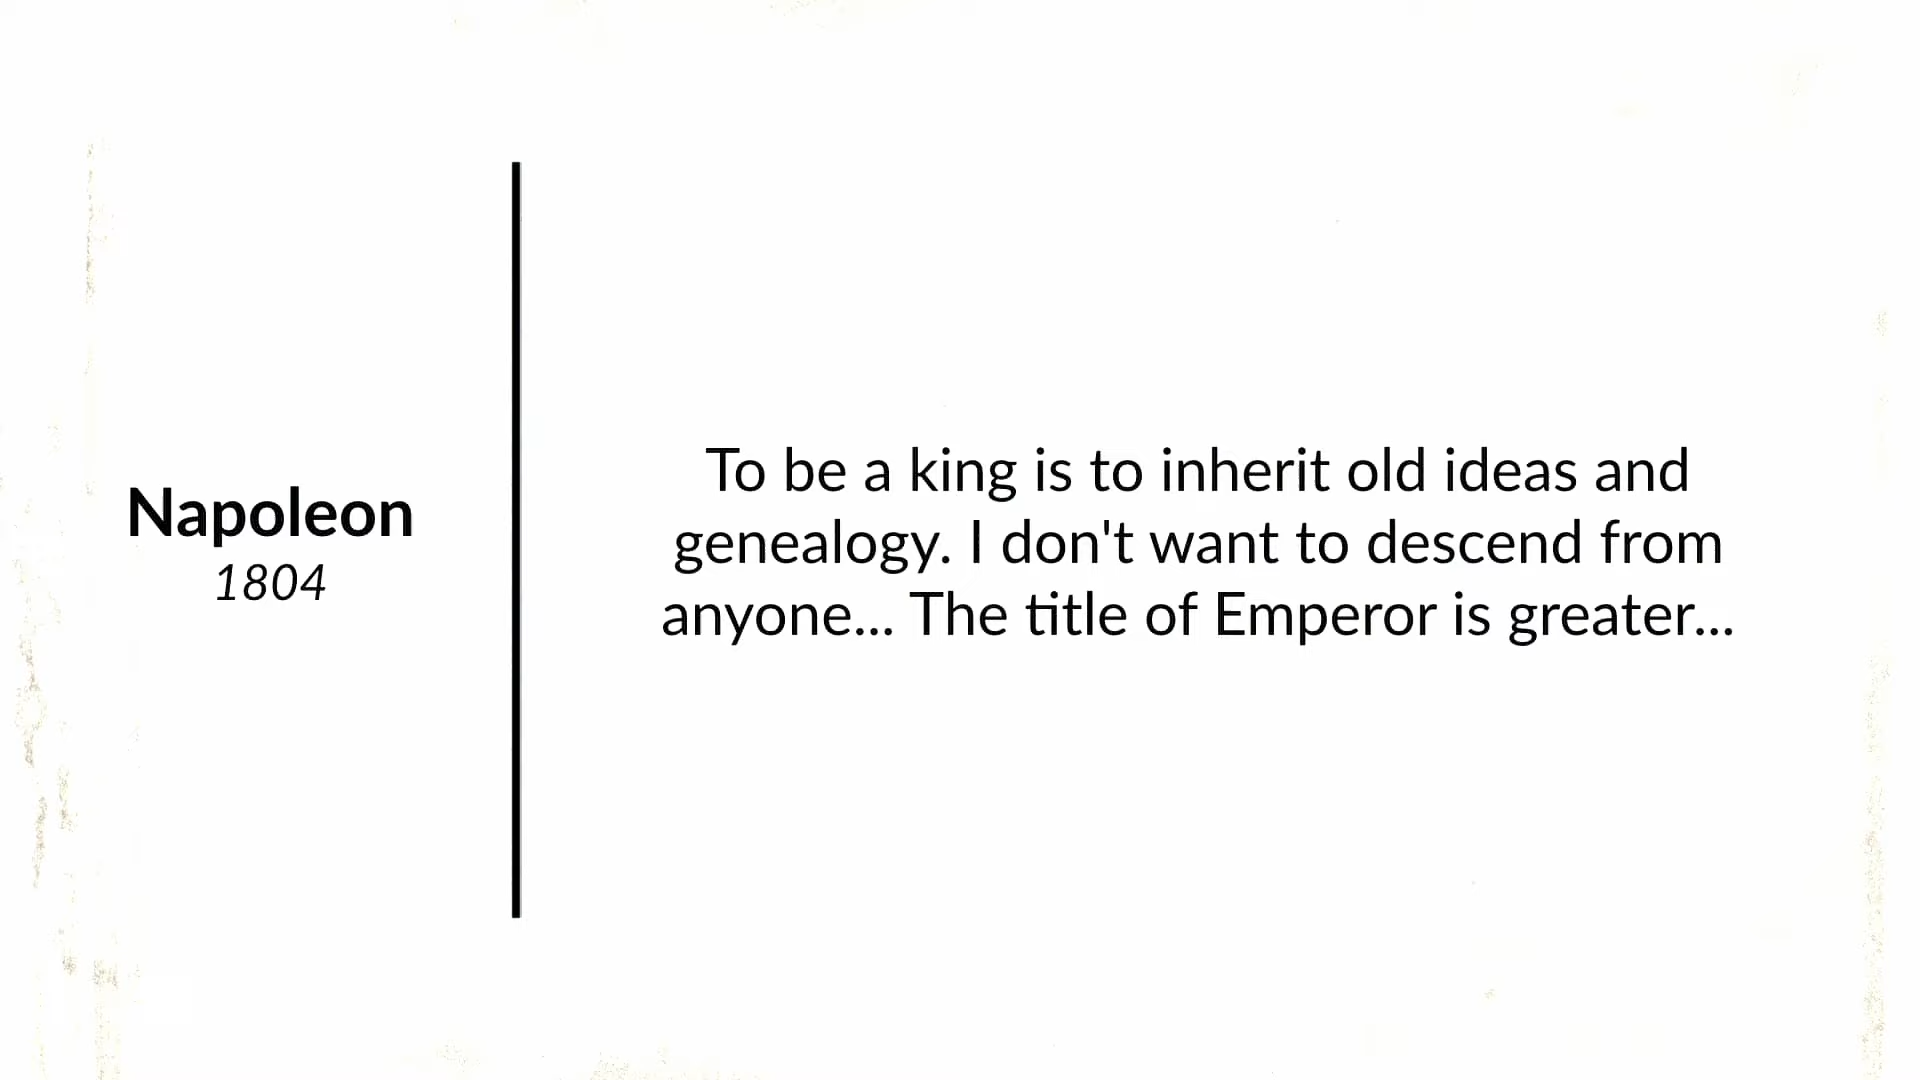 Napoleon
1804
To be a king is to inherit old ideas and
genealogy. I don't want to descend from
anyone... The title of Emperor is greater...